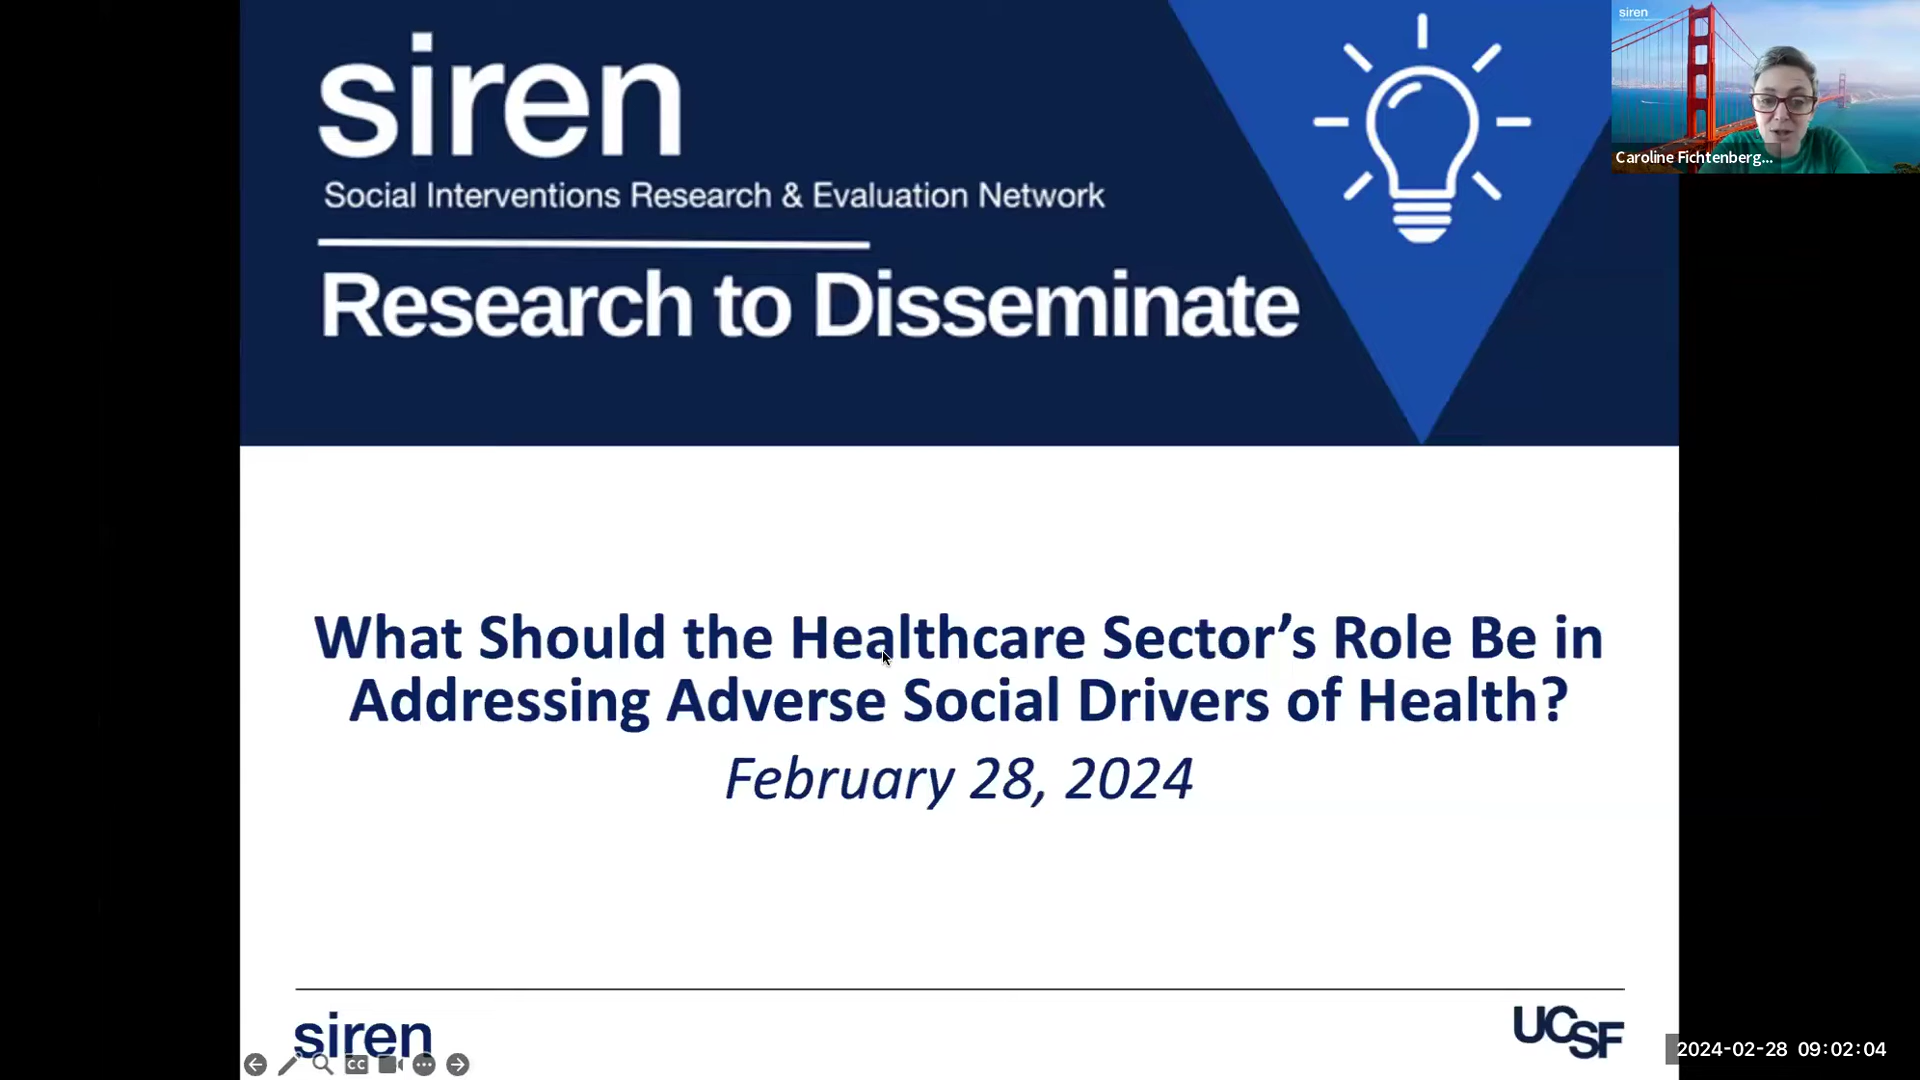 siren
Social Interventions Research & Evaluation Network
Research to Disseminate
siren
Caroline Fichtenberg...
What Should the Healthcare Sector’s Role Be in
Addressing Adverse Social Drivers of Health?
February 28, 2024
siren
UCSF
CC
2024-02-28 09:02:04